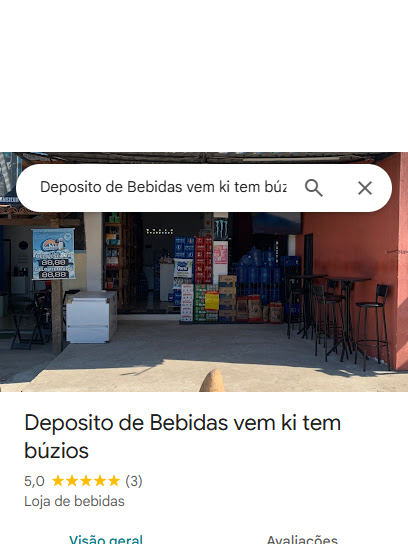 Deposito de Bebidas vem ki tem búz
Deposito de Bebidas vem ki tem
búzios
5,0 ★★★★★ (3)
Loja de bebidas
Visão geral
Avaliações